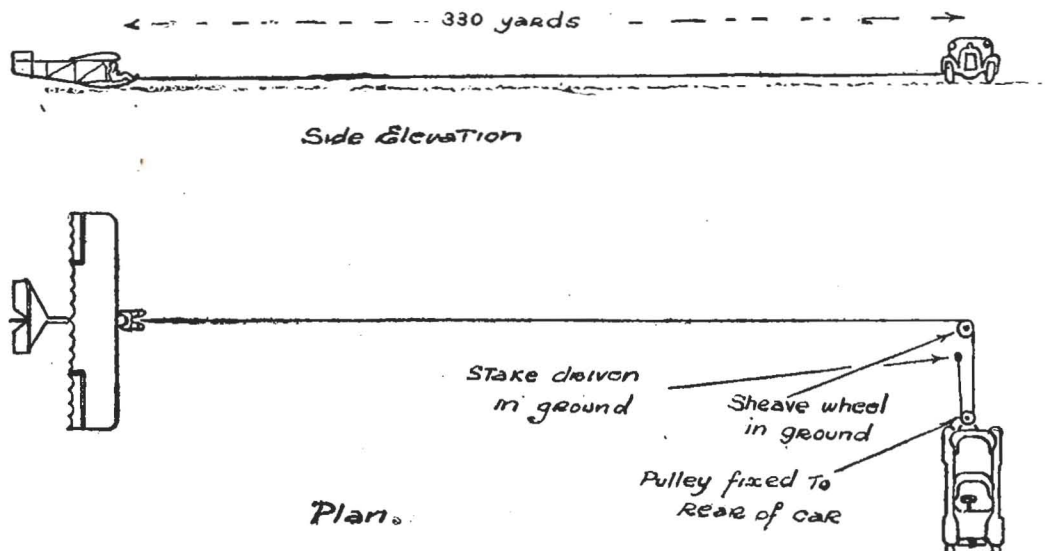 330 yards
Side Elevation
Stake driven
in ground
Sheave wheel
in ground
Pulley fixed To
Rear of car
Plan.